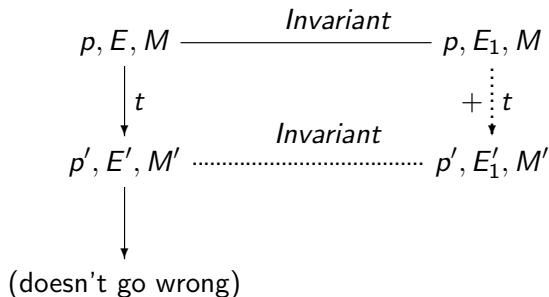 Invariant
p, E, M p, E₁, M
t + t
Invariant
p′, E′, M′ p′, E′₁, M′
(doesn't go wrong)